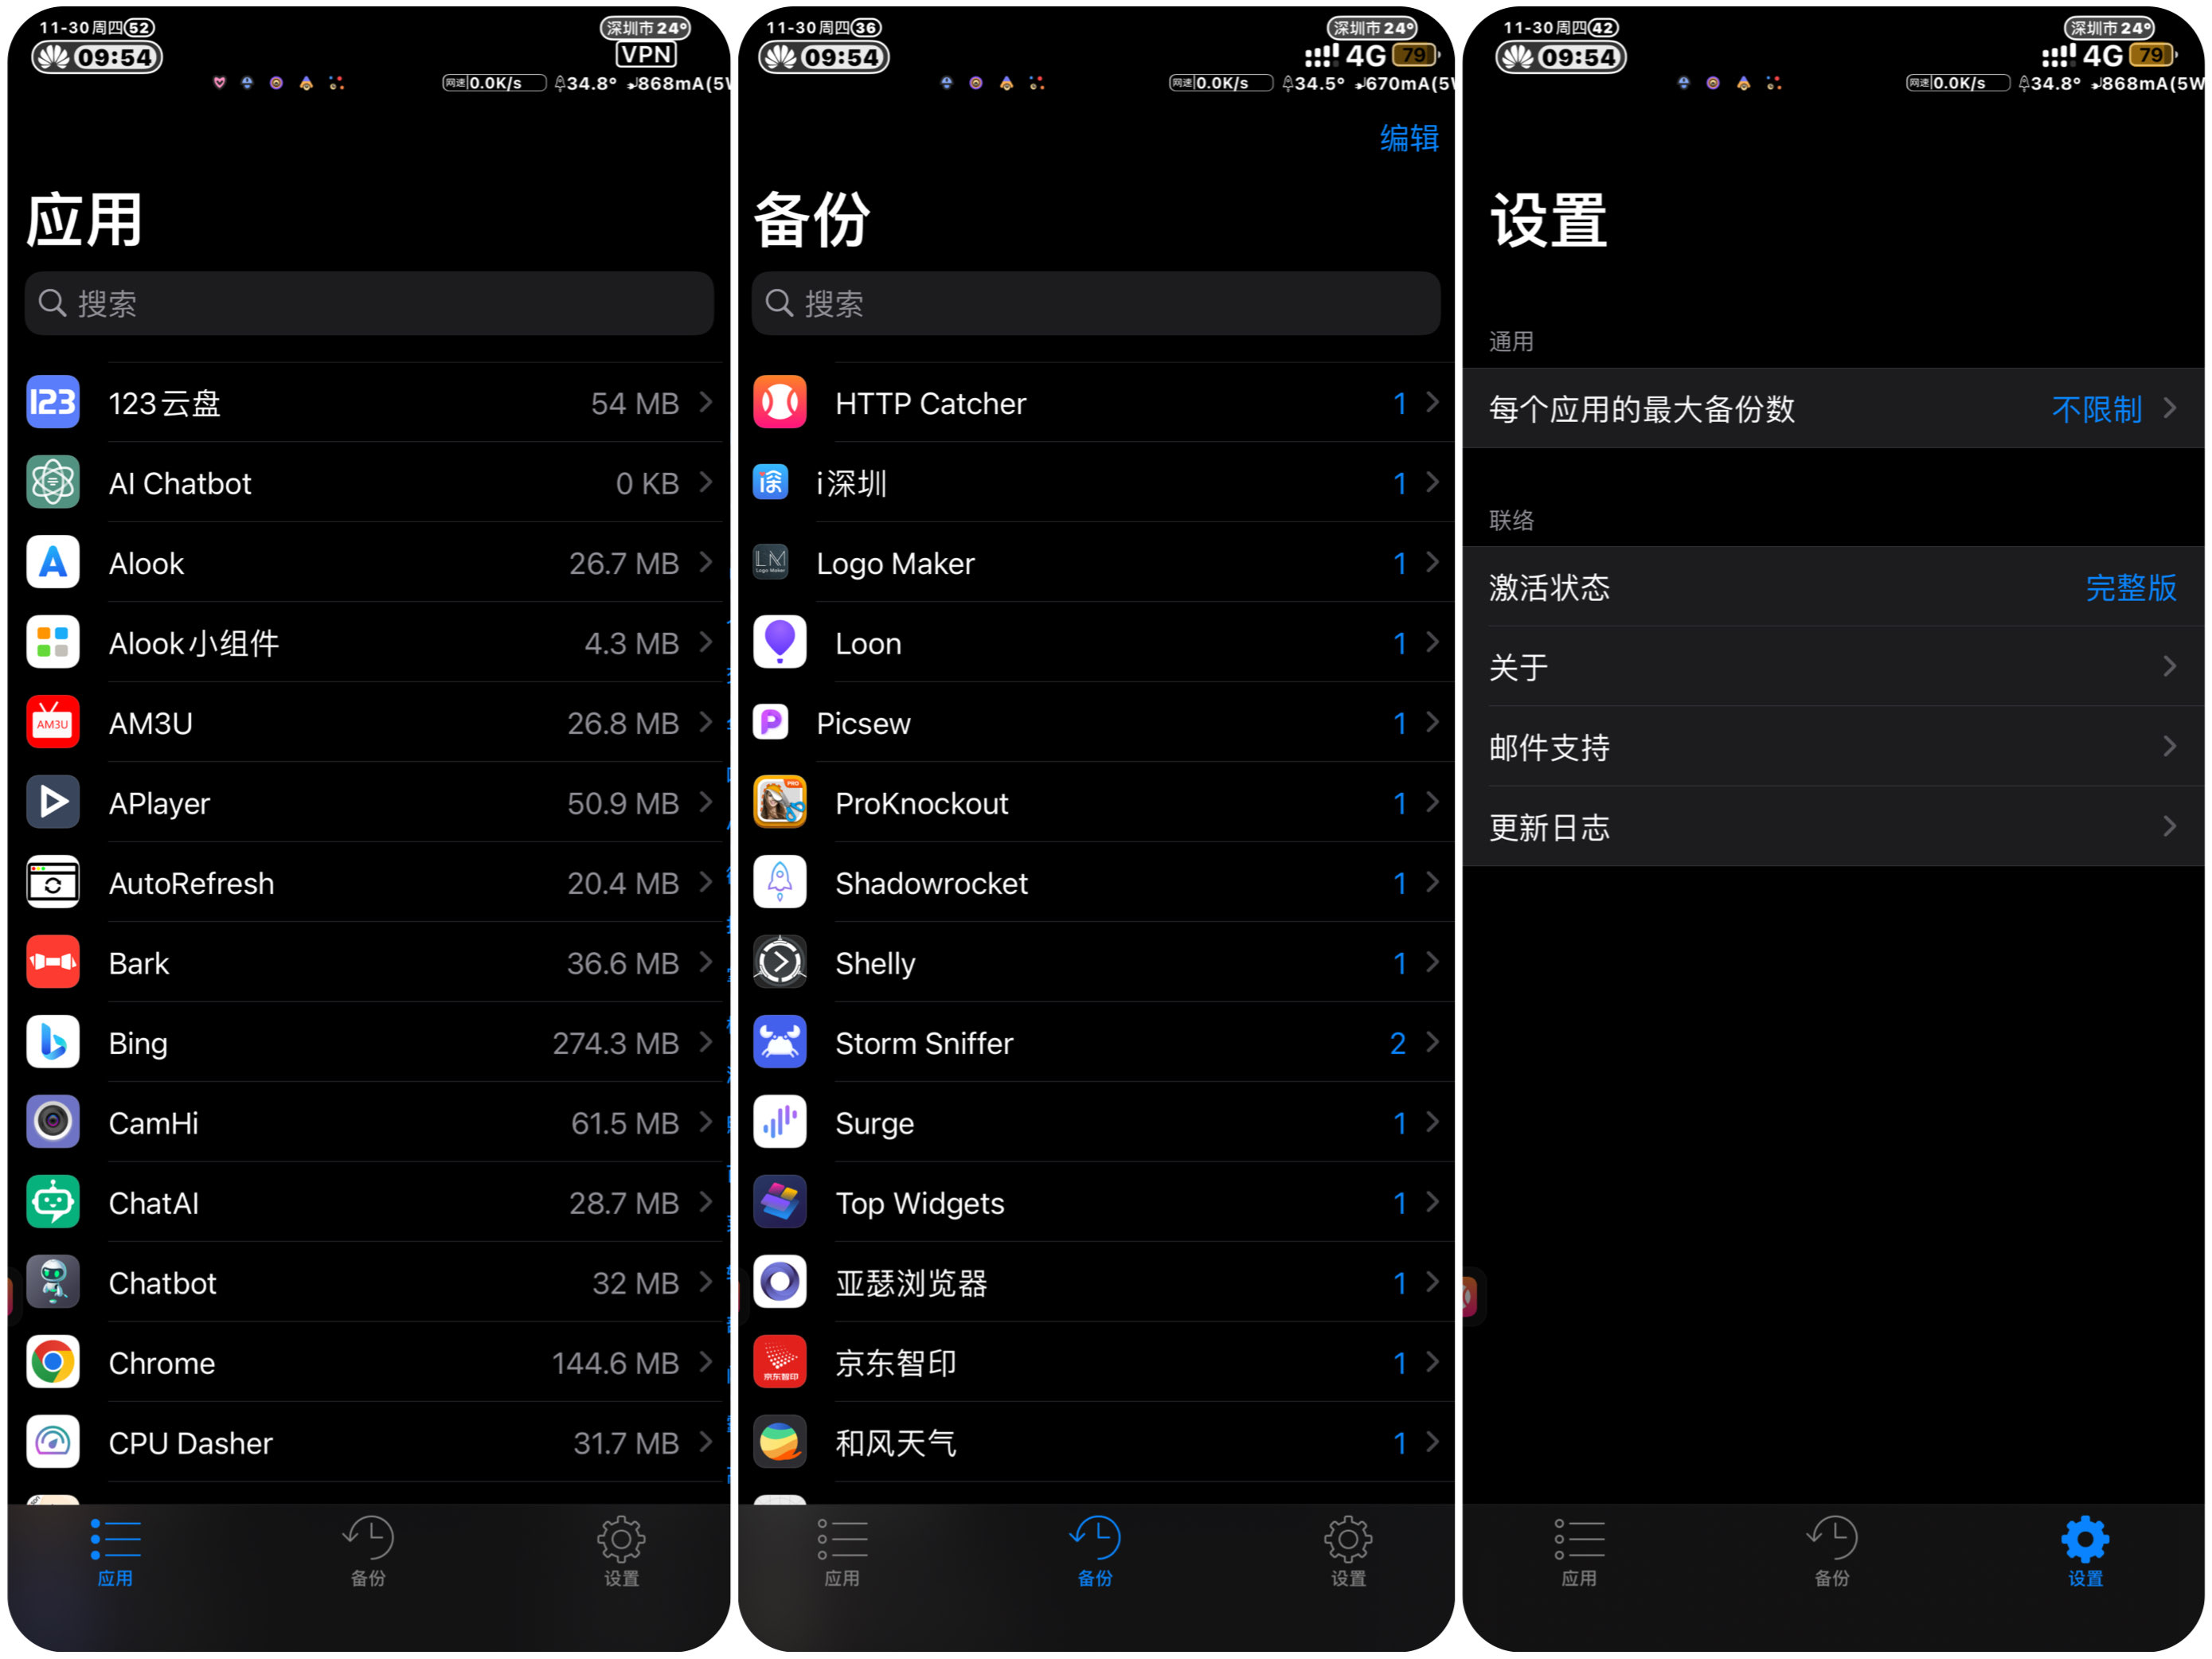 11-30周四 52
深圳市 24°
09:54
VPN
网速 0.0K/s 34.8° 868mA(5
应用
搜索
123云盘 54 MB
AI Chatbot 0 KB
Alook 26.7 MB
Alook小组件 4.3 MB
AM3U 26.8 MB
APlayer 50.9 MB
AutoRefresh 20.4 MB
Bark 36.6 MB
Bing 274.3 MB
CamHi 61.5 MB
ChatAI 28.7 MB
Chatbot 32 MB
Chrome 144.6 MB
CPU Dasher 31.7 MB
应用 备份 设置
11-30周四 36
深圳市 24°
09:54
4G 79
网速 0.0K/s 34.5° 670mA(5
编辑
备份
搜索
HTTP Catcher 1
i深圳 1
Logo Maker 1
Loon 1
Picsew 1
ProKnockout 1
Shadowrocket 1
Shelly 1
Storm Sniffer 2
Surge 1
Top Widgets 1
亚瑟浏览器 1
京东智印 1
和风天气 1
应用 备份 设置
11-30周四 42
深圳市 24°
09:54
4G 79
网速 0.0K/s 34.8° 868mA(5W
设置
通用
每个应用的最大备份数 不限制
联络
激活状态 完整版
关于
邮件支持
更新日志
应用 备份 设置